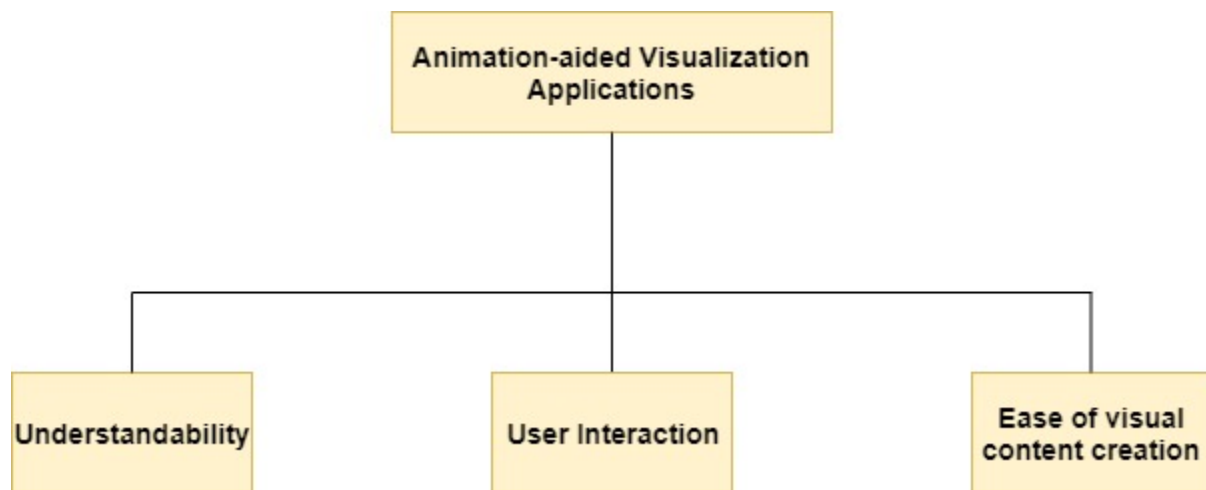 Animation-aided Visualization
Applications
Understandability
User Interaction
Ease of visual
content creation